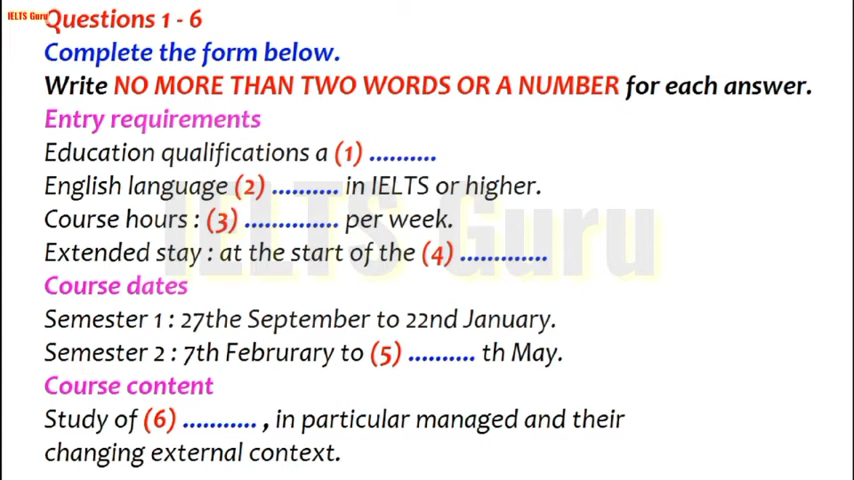 IELTS Guru
Questions 1 - 6
Complete the form below.
Write NO MORE THAN TWO WORDS OR A NUMBER for each answer.
Entry requirements
Education qualifications a (1) ..........
English language (2) .......... in IELTS or higher.
Course hours : (3) .............. per week.
Extended stay : at the start of the (4) .............
Course dates
Semester 1 : 27the September to 22nd January.
Semester 2 : 7th Februrary to (5) .......... th May.
Course content
Study of (6) ........... , in particular managed and their
changing external context.
IELTS Guru